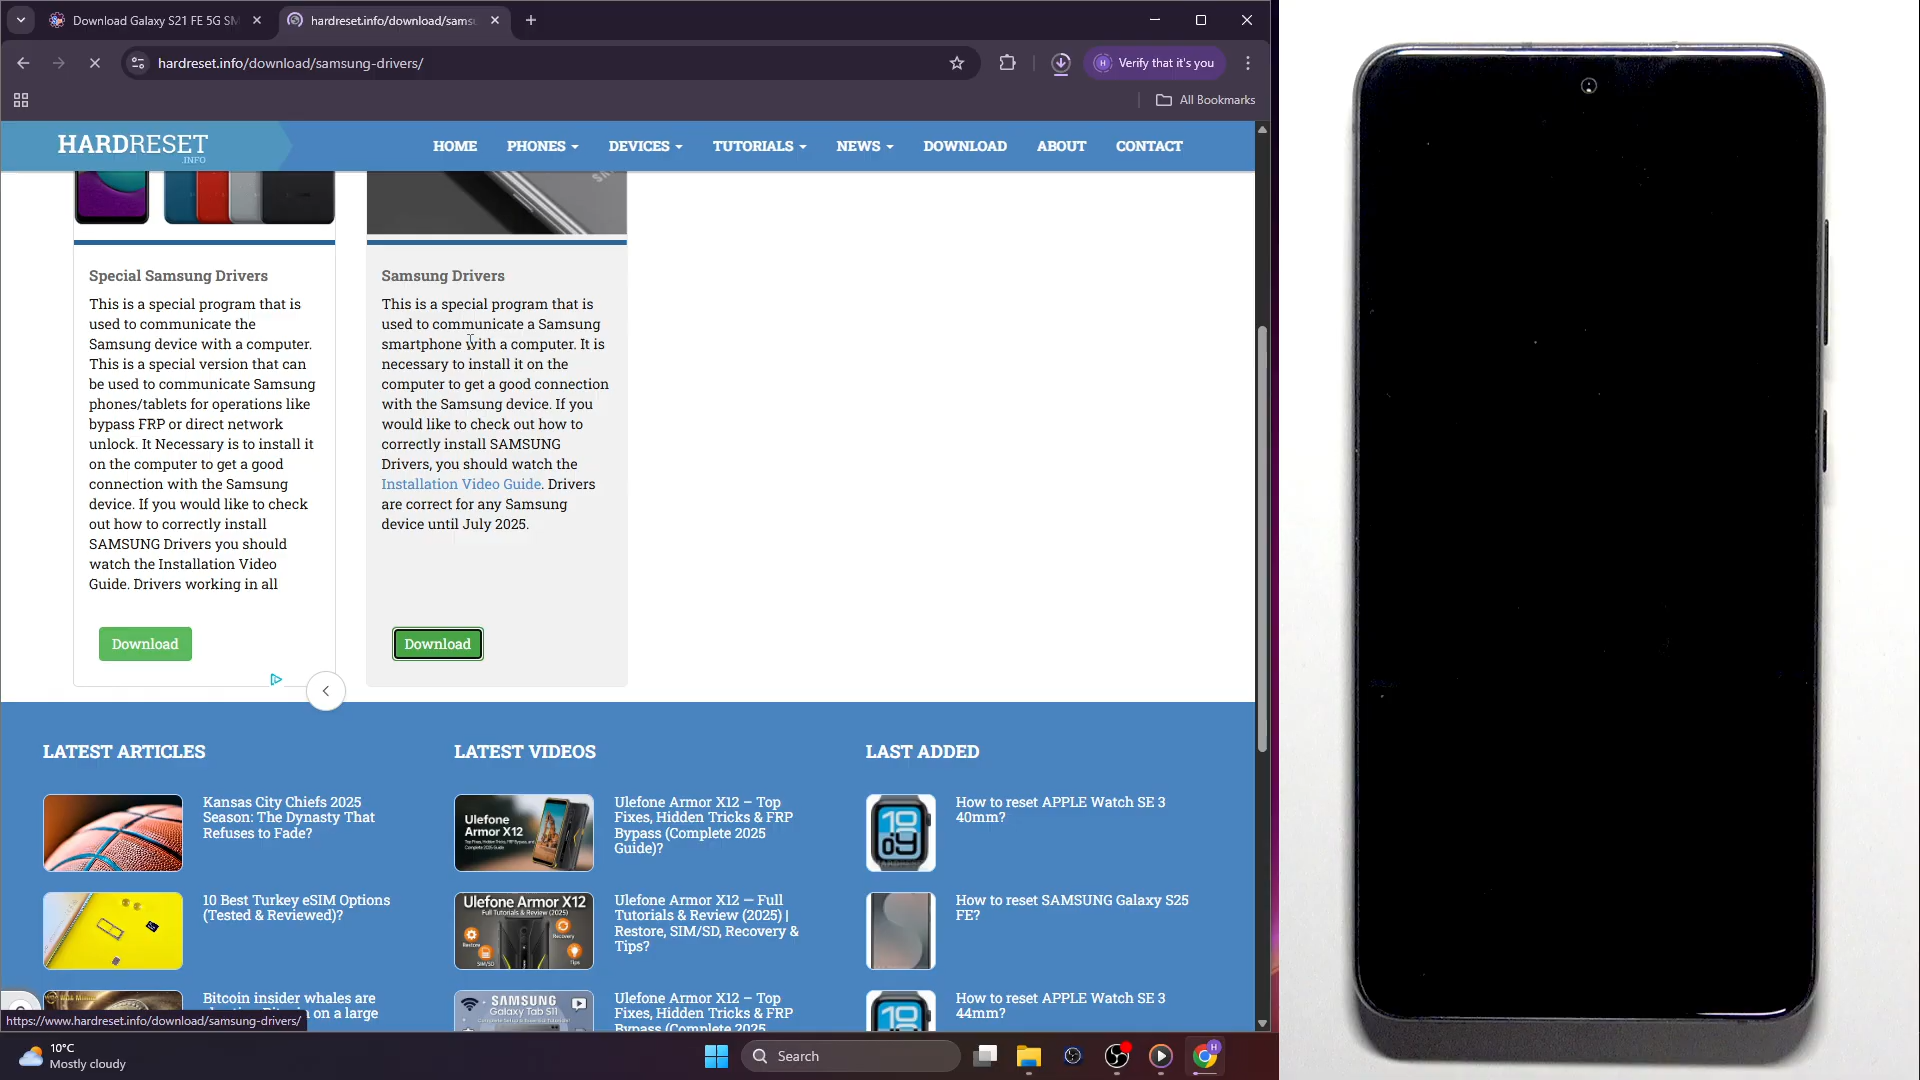 Download Galaxy S21 FE 5G SM
hardreset.info/download/sams
hardreset.info/download/samsung-drivers/
Verify that it's you
All Bookmarks
HARDRESET
.INFO
HOME
PHONES
DEVICES
TUTORIALS
NEWS
DOWNLOAD
ABOUT
CONTACT
Special Samsung Drivers
This is a special program that is
used to communicate the
Samsung device with a computer.
This is a special version that can
be used to communicate Samsung
phones/tablets for operations like
bypass FRP or direct network
unlock. It Necessary is to install it
on the computer to get a good
connection with the Samsung
device. If you would like to check
out how to correctly install
SAMSUNG Drivers you should
watch the Installation Video
Guide. Drivers working in all
Download
Samsung Drivers
This is a special program that is
used to communicate a Samsung
smartphone with a computer. It is
necessary to install it on the
computer to get a good connection
with the Samsung device. If you
would like to check out how to
correctly install SAMSUNG
Drivers, you should watch the
Installation Video Guide. Drivers
are correct for any Samsung
device until July 2025.
Download
LATEST ARTICLES
Kansas City Chiefs 2025
Season: The Dynasty That
Refuses to Fade?
10 Best Turkey eSIM Options
(Tested & Reviewed)?
Bitcoin insider whales are
LATEST VIDEOS
Ulefone
Armor X12
Ulefone Armor X12 – Top
Fixes, Hidden Tricks & FRP
Bypass (Complete 2025
Guide)?
Ulefone Armor X12
Full Tutorials & Review (2025)
Ulefone Armor X12 — Full
Tutorials & Review (2025) |
Restore, SIM/SD, Recovery &
Tips?
SAMSUNG
Galaxy Tab S11
Ulefone Armor X12 – Top
Fixes, Hidden Tricks & FRP
Bypass (Complete 2025
LAST ADDED
How to reset APPLE Watch SE 3
40mm?
How to reset SAMSUNG Galaxy S25
FE?
How to reset APPLE Watch SE 3
44mm?
https://www.hardreset.info/download/samsung-drivers/
10°C
Mostly cloudy
Search